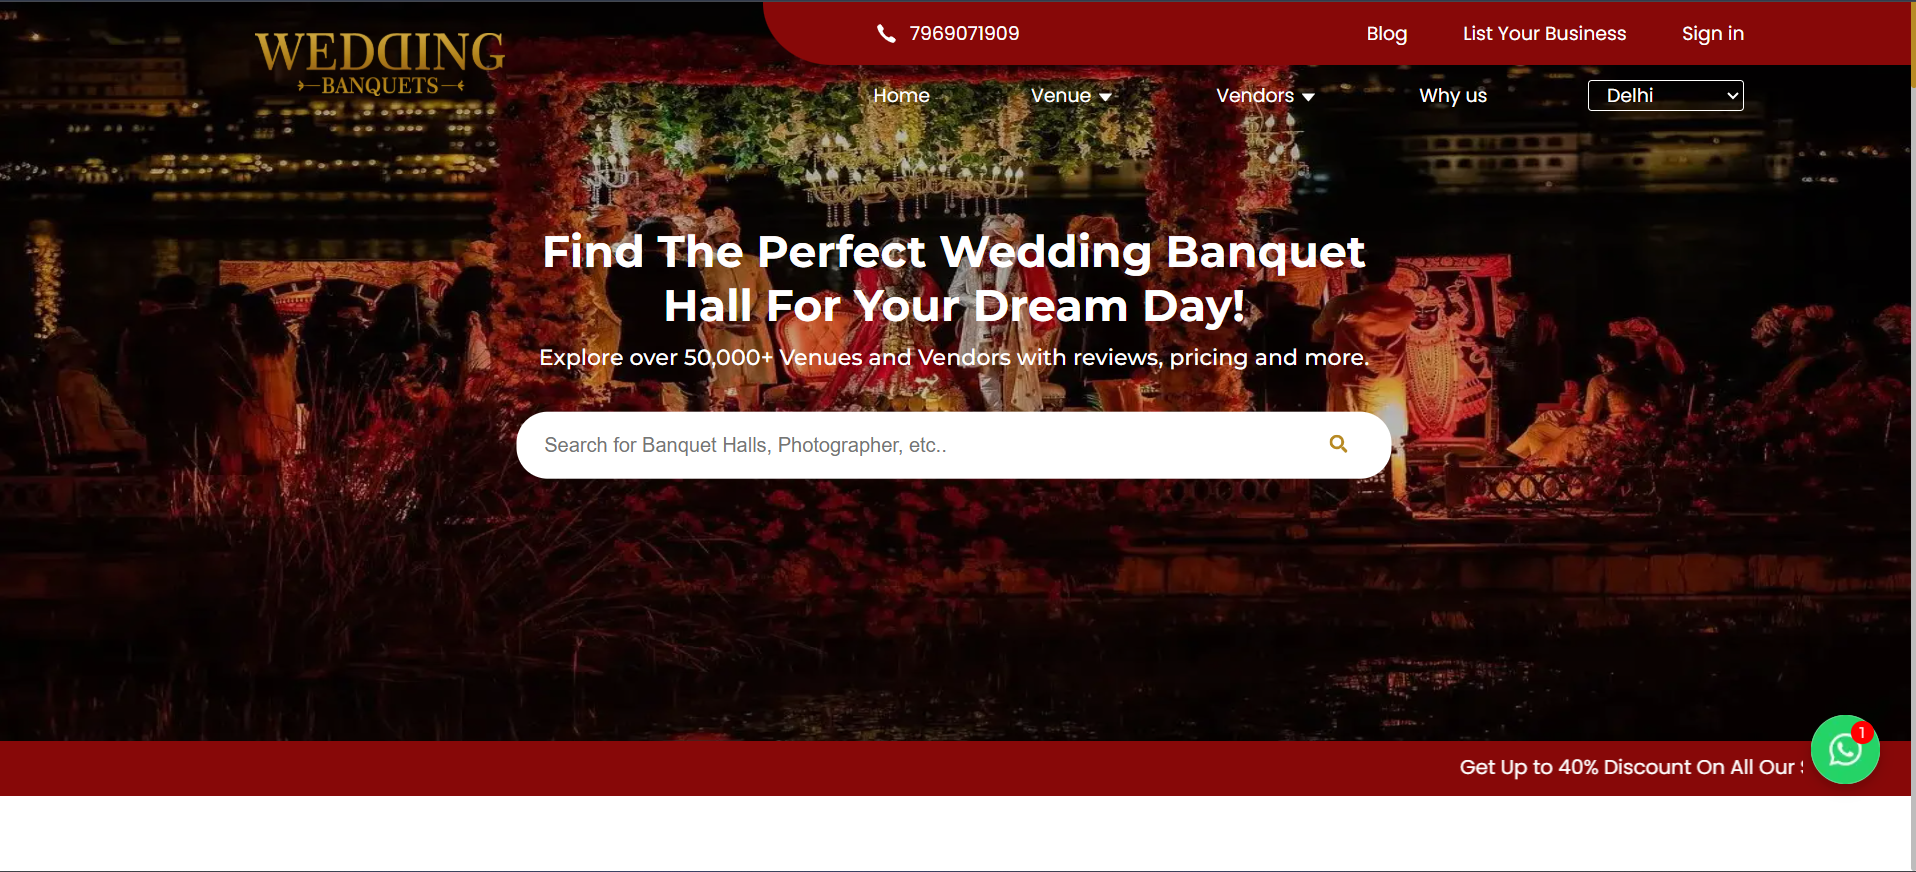 WEDDING
BANQUETS
7969071909
Blog
List Your Business
Sign in
Home
Venue
Vendors
Why us
Delhi
Find The Perfect Wedding Banquet
Hall For Your Dream Day!
Explore over 50,000+ Venues and Vendors with reviews, pricing and more.
Search for Banquet Halls, Photographer, etc..
1
Get Up to 40% Discount On All Our